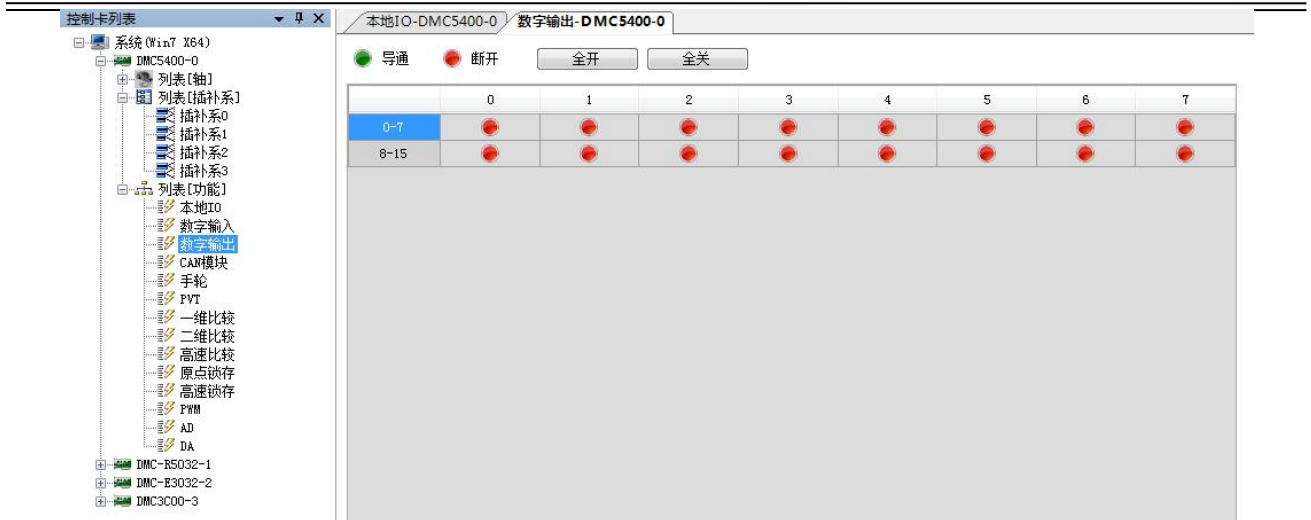 控制卡列表
系统(Win7 X64)
DMC5400-0
列表[轴]
列表[插补系]
插补系0
插补系1
插补系2
插补系3
列表[功能]
本地IO
数字输入
数字输出
CAN模块
手轮
PVT
一维比较
二维比较
高速比较
原点锁存
高速锁存
PWM
AD
DA
DMC-R5032-1
DMC-E3032-2
DMC3C00-3
本地IO-DMC5400-0 数字输出-DMC5400-0
导通 断开 全开 全关
0 1 2 3 4 5 6 7
0-7
8-15